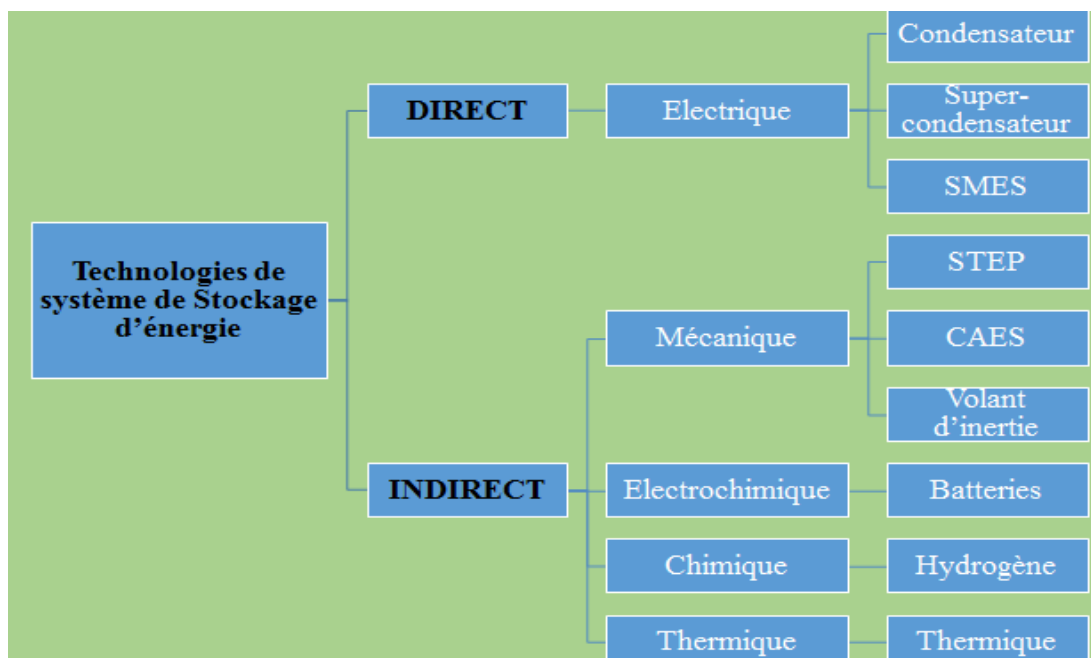 Technologies de
système de Stockage
d’énergie
DIRECT
Electrique
Condensateur
Super-
condensateur
SMES
INDIRECT
Mécanique
STEP
CAES
Volant
d’inertie
Electrochimique
Batteries
Chimique
Hydrogène
Thermique
Thermique